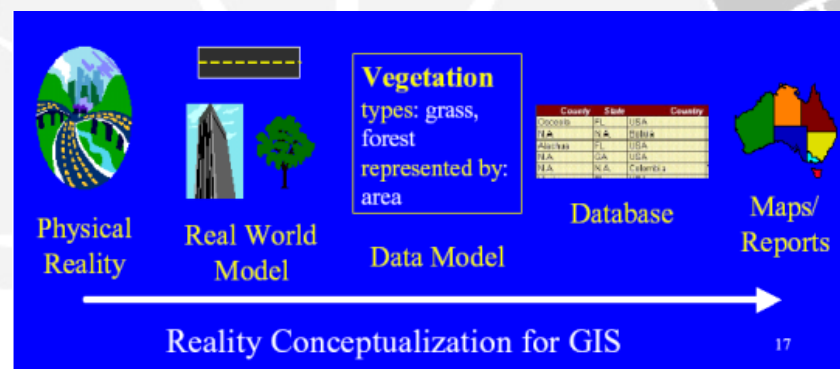 Vegetation
types: grass,
forest
represented by:
area
County State Country
Osceola FL USA
N.A. N.A. Bolivia
Alachua FL USA
N.A. GA USA
N.A. N.A. Colombia
Physical
Reality
Real World
Model
Data Model
Database
Maps/
Reports
Reality Conceptualization for GIS
17